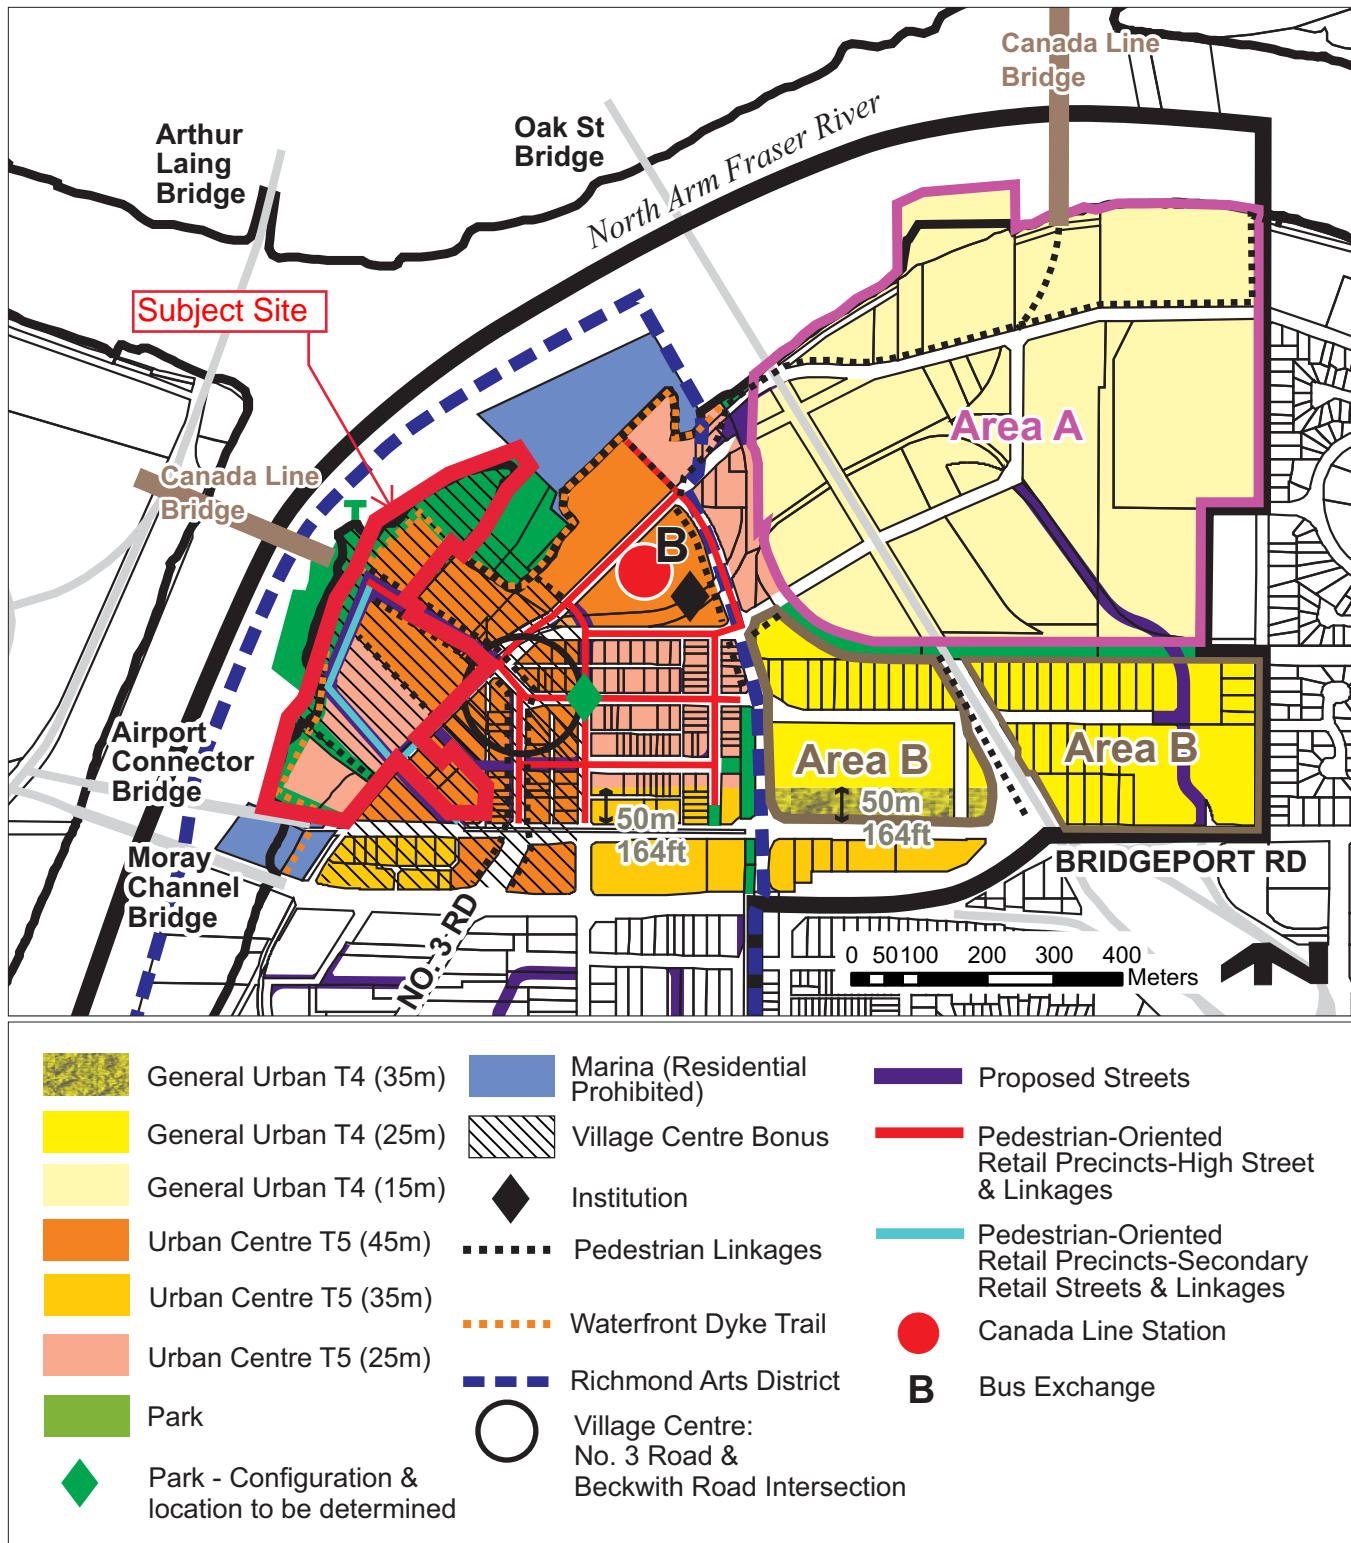 Canada Line
Bridge
Arthur
Laing
Bridge
Oak St
Bridge
North Arm Fraser River
Subject Site
Area A
Canada Line
Bridge
B
Airport
Connector
Bridge
Area B
Area B
50m
164ft
50m
164ft
Moray
Channel
Bridge
BRIDGEPORT RD
NO. 3 RD
0 50 100 200 300 400
Meters
General Urban T4 (35m)
General Urban T4 (25m)
General Urban T4 (15m)
Urban Centre T5 (45m)
Urban Centre T5 (35m)
Urban Centre T5 (25m)
Park
Park - Configuration &
location to be determined
Marina (Residential
Prohibited)
Village Centre Bonus
Institution
Pedestrian Linkages
Waterfront Dyke Trail
Richmond Arts District
Village Centre:
No. 3 Road &
Beckwith Road Intersection
Proposed Streets
Pedestrian-Oriented
Retail Precincts-High Street
& Linkages
Pedestrian-Oriented
Retail Precincts-Secondary
Retail Streets & Linkages
Canada Line Station
B Bus Exchange